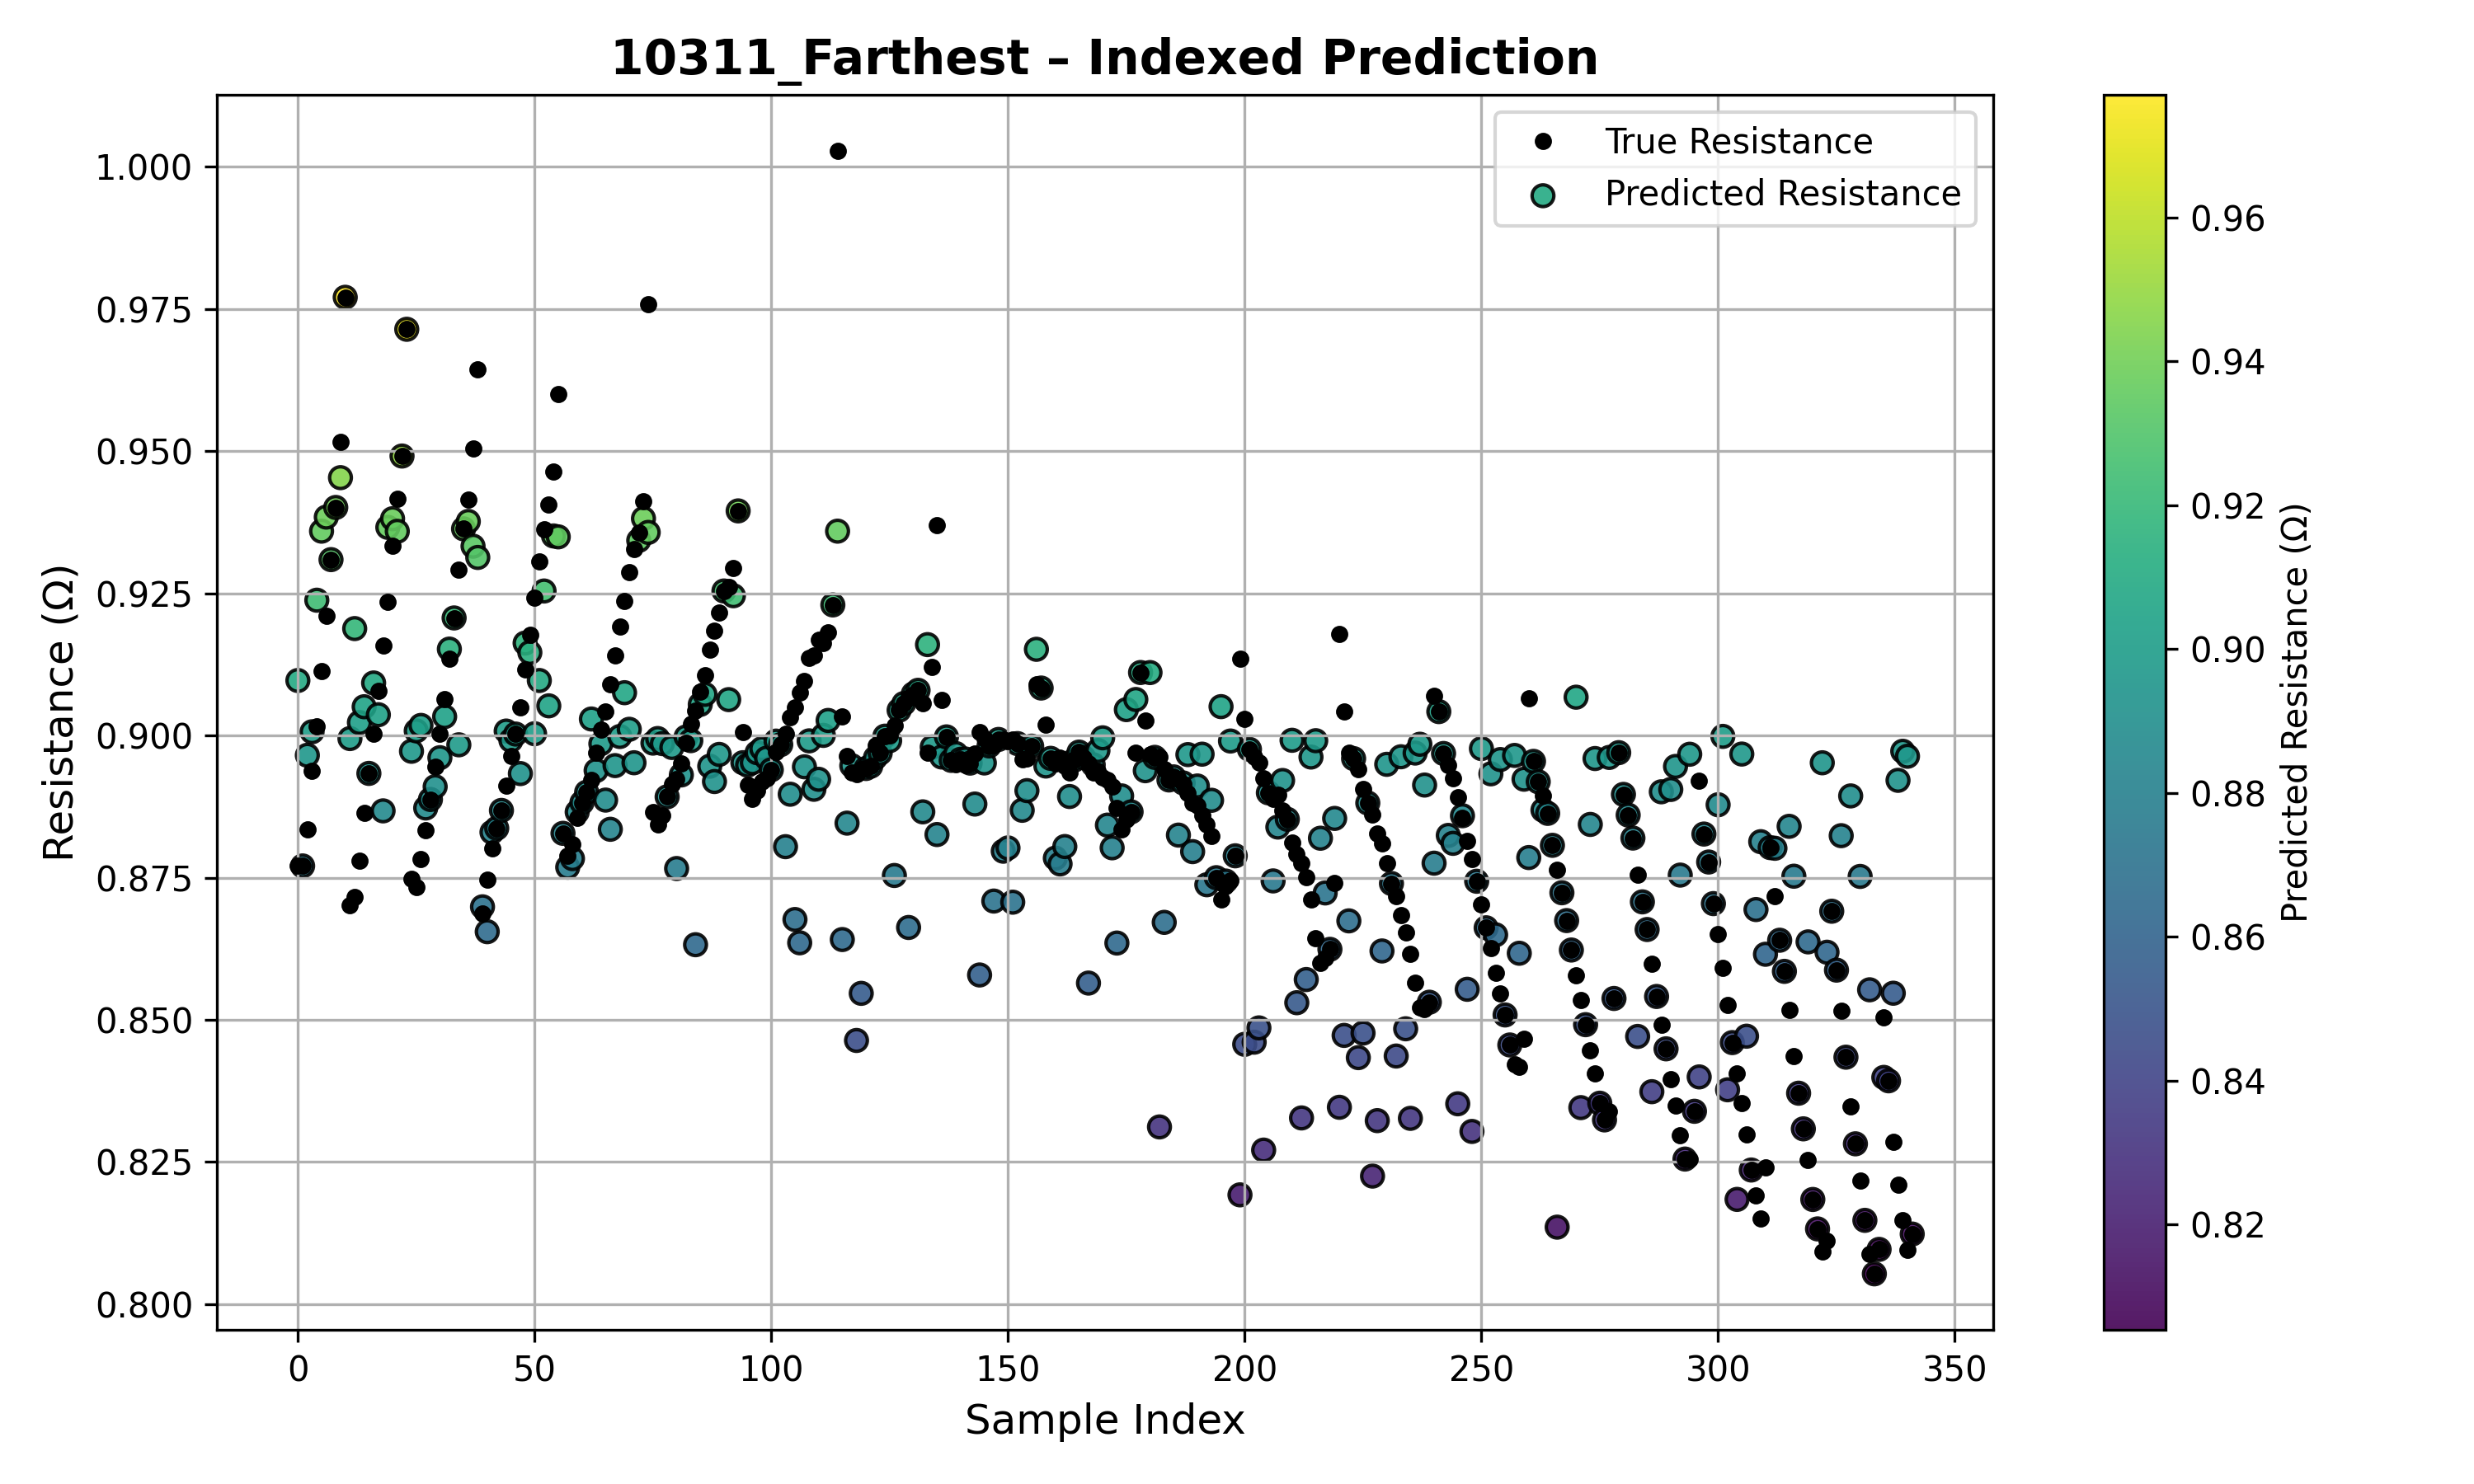 10311_Farthest – Indexed Prediction
True Resistance
Predicted Resistance
Resistance (Ω)
1.000
0.975
0.950
0.925
0.900
0.875
0.850
0.825
0.800
0 50 100 150 200 250 300 350
Sample Index
0.96
0.94
0.92
0.90
0.88
0.86
0.84
0.82
Predicted Resistance (Ω)